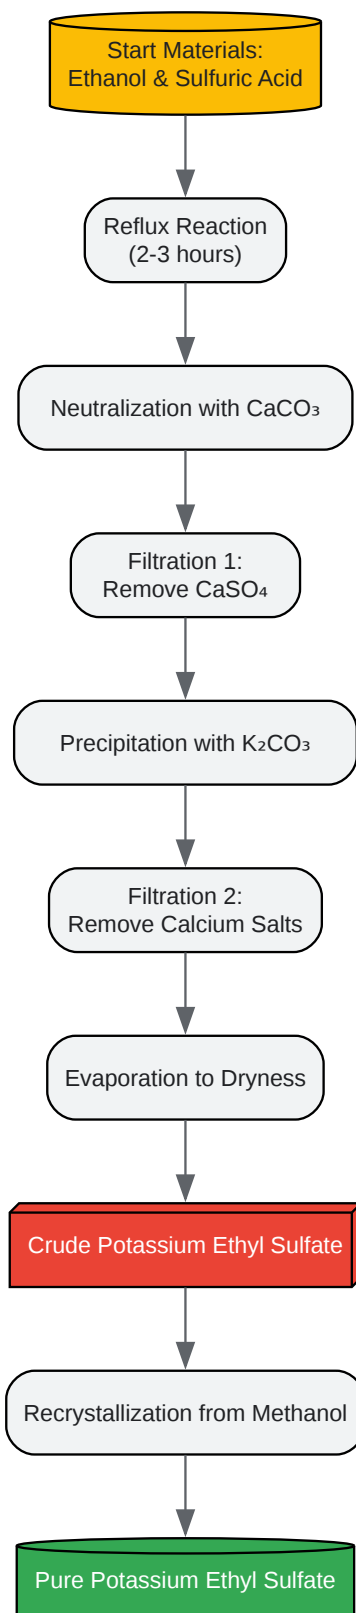 Start Materials:
Ethanol & Sulfuric Acid
Reflux Reaction
(2-3 hours)
Neutralization with CaCO₃
Filtration 1:
Remove CaSO₄
Precipitation with K₂CO₃
Filtration 2:
Remove Calcium Salts
Evaporation to Dryness
Crude Potassium Ethyl Sulfate
Recrystallization from Methanol
Pure Potassium Ethyl Sulfate